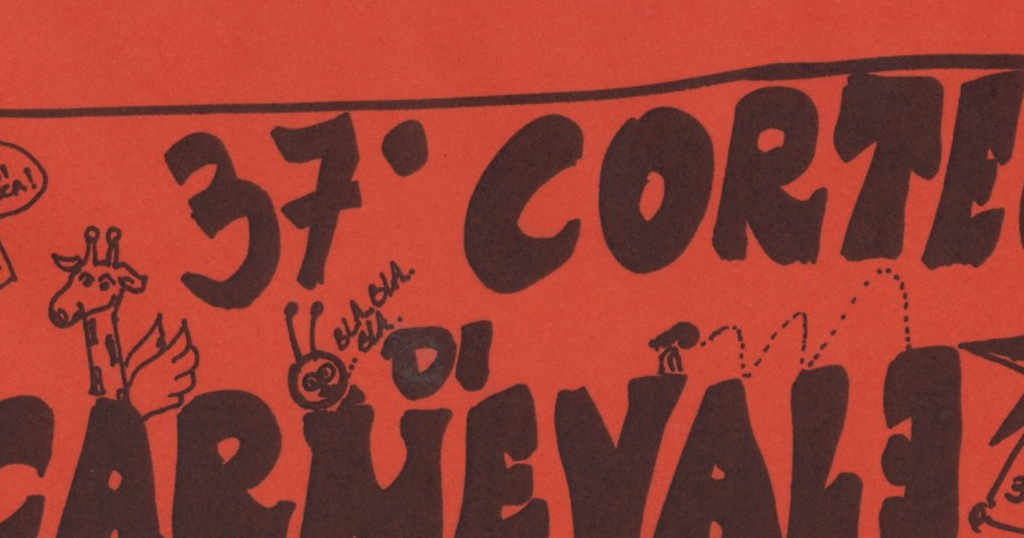 37° CORTE
BLA. BLA.
BLA.
DI
CARNEVALE